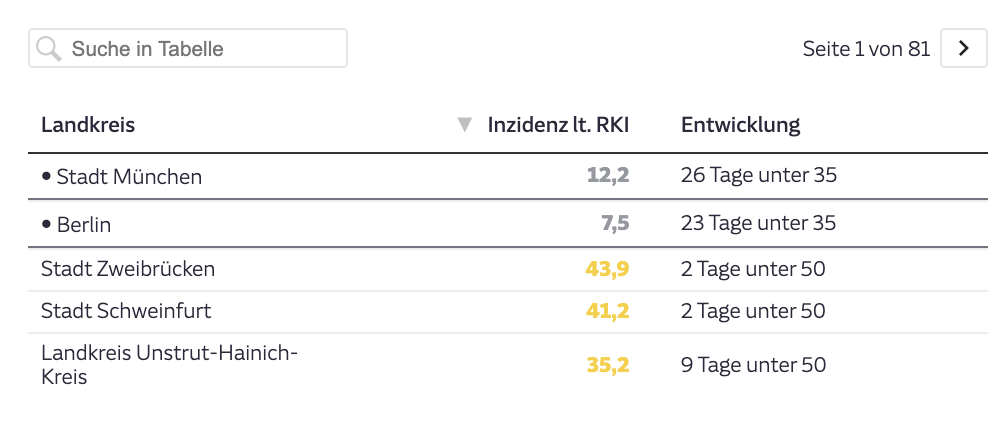 Suche in Tabelle
Seite 1 von 81
Landkreis Inzidenz lt. RKI Entwicklung
• Stadt München 12,2 26 Tage unter 35
• Berlin 7,5 23 Tage unter 35
Stadt Zweibrücken 43,9 2 Tage unter 50
Stadt Schweinfurt 41,2 2 Tage unter 50
Landkreis Unstrut-Hainich-
Kreis 35,2 9 Tage unter 50